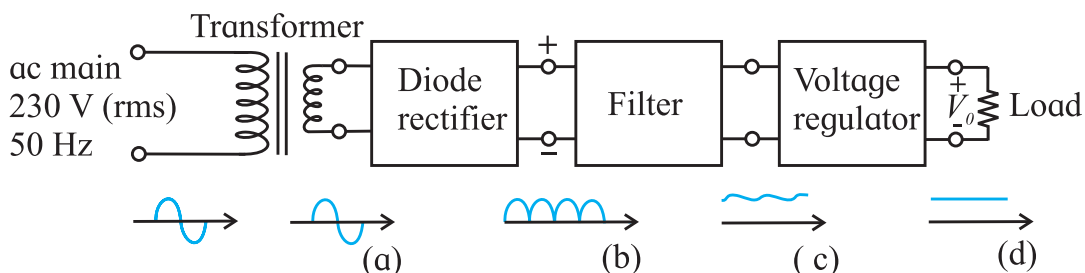 Transformer
ac main
230 V (rms)
50 Hz
Diode
rectifier
+
−
Filter
Voltage
regulator
+
V₀
-
Load
(a)
(b)
( c)
(d)